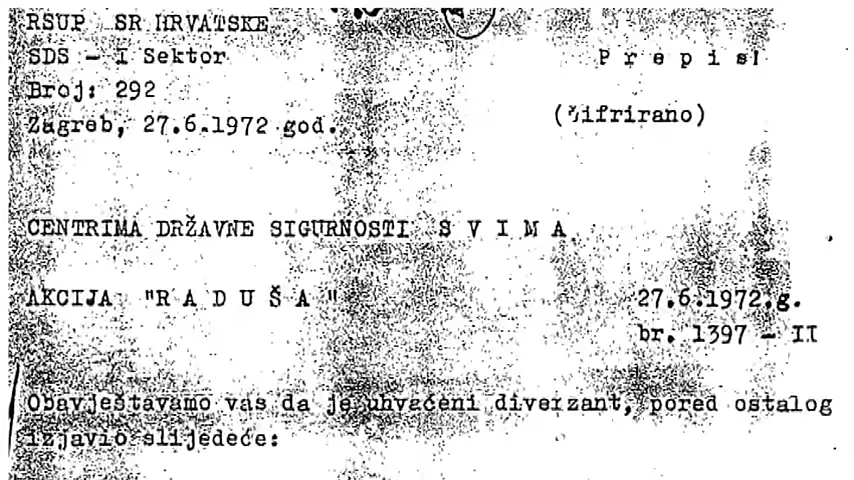 RSUP SR HRVATSKE
SDS - I Sektor
P r e p i s !
Broj: 292
(šifrirano)
Zagreb, 27.6.1972 god.
CENTRIMA DRŽAVNE SIGURNOSTI S V I M A
AKCIJA "R A D U Š A"
27.6.1972.g.
br. 1397 - II
Obavještavamo vas da je uhvaćeni diverzant, pored ostalog
izjavio slijedeće: